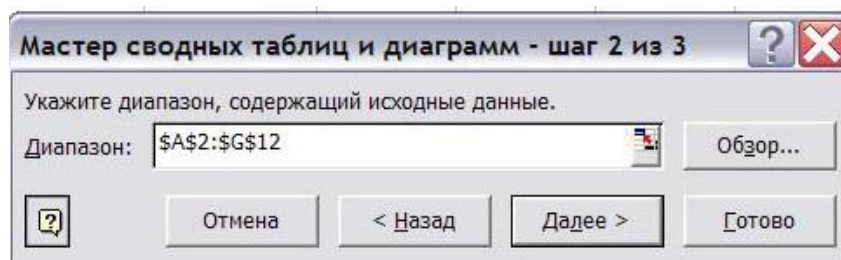 Мастер сводных таблиц и диаграмм - шаг 2 из 3
Укажите диапазон, содержащий исходные данные.
Диапазон: $A$2:$G$12 Обзор...
Отмена < Назад Далее > Готово